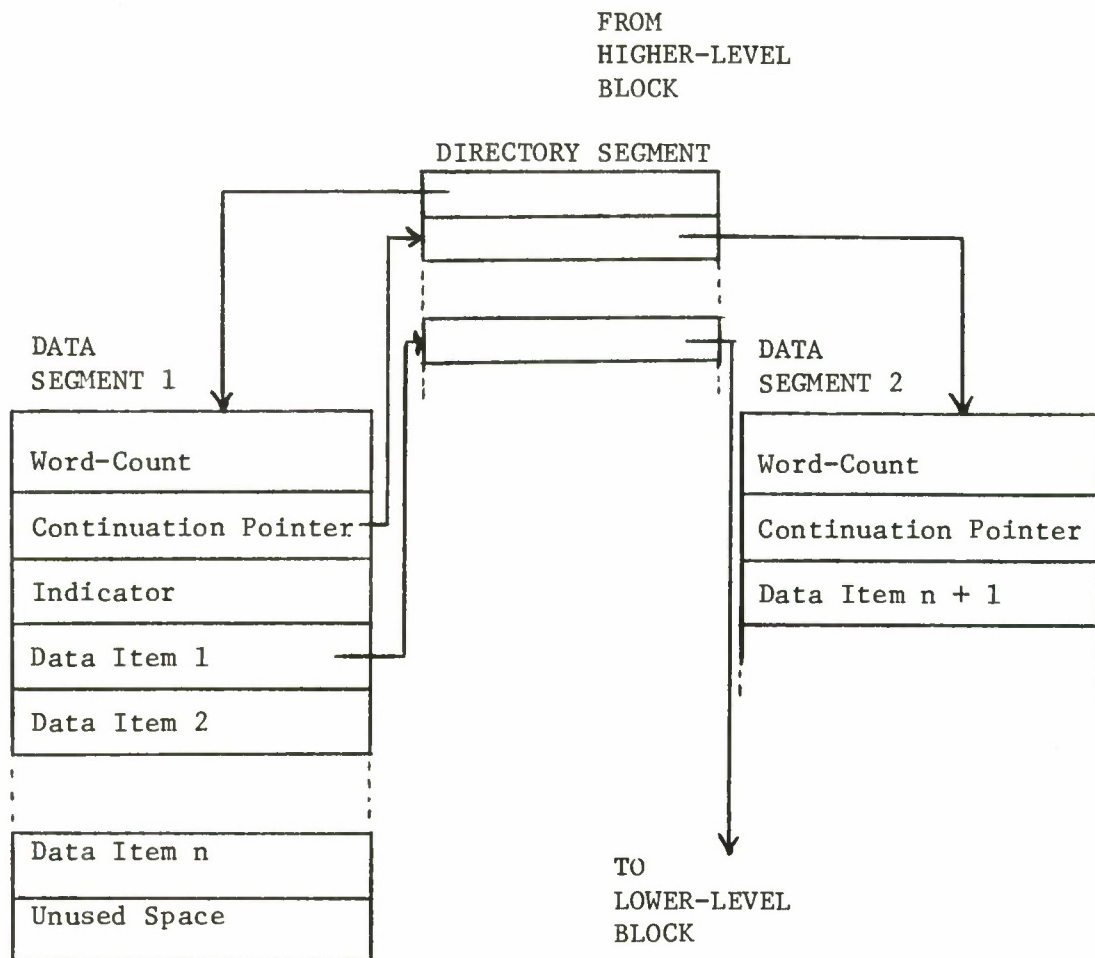 FROM
HIGHER-LEVEL
BLOCK
DIRECTORY SEGMENT
DATA
SEGMENT 1
Word-Count
Continuation Pointer
Indicator
Data Item 1
Data Item 2
Data Item n
Unused Space
DATA
SEGMENT 2
Word-Count
Continuation Pointer
Data Item n + 1
TO
LOWER-LEVEL
BLOCK